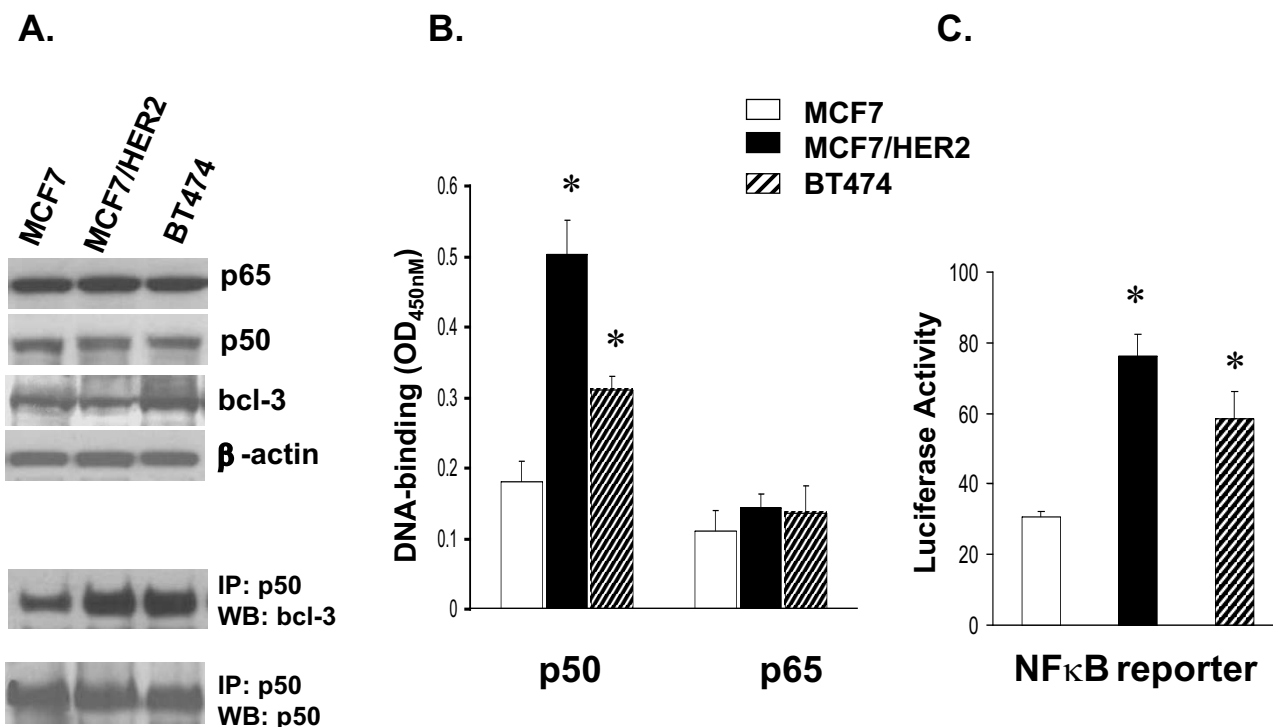 A.
MCF7
MCF7/HER2
BT474
p65
p50
bcl-3
β-actin
IP: p50
WB: bcl-3
IP: p50
WB: p50
B.
MCF7
MCF7/HER2
BT474
DNA-binding (OD450nM)
0.6
0.5
0.4
0.3
0.2
0.1
0
*
*
p50
p65
C.
Luciferase Activity
100
80
60
40
20
0
*
*
NFκB reporter